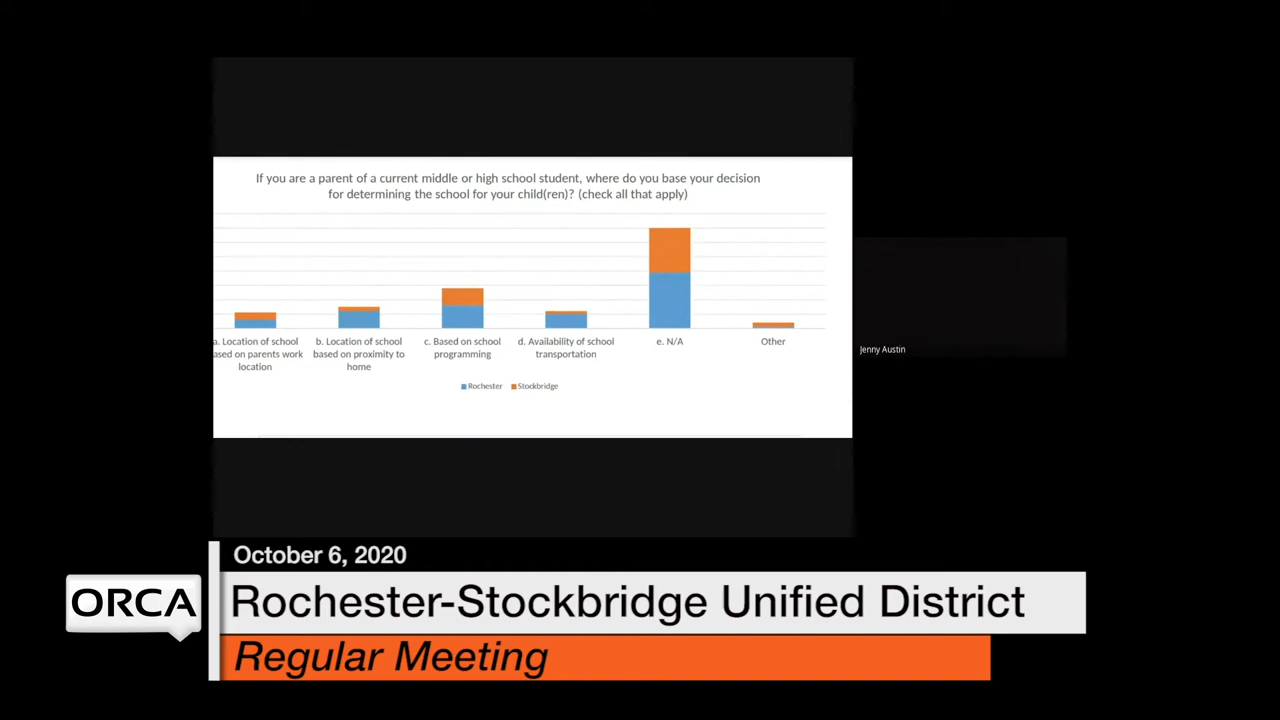 If you are a parent of a current middle or high school student, where do you base your decision
for determining the school for your child(ren)? (check all that apply)
a. Location of school
ased on parents work
location
b. Location of school
based on proximity to
home
c. Based on school
programming
d. Availability of school
transportation
e. N/A
Other
Rochester
Stockbridge
Jenny Austin
October 6, 2020
ORCA
Rochester-Stockbridge Unified District
Regular Meeting